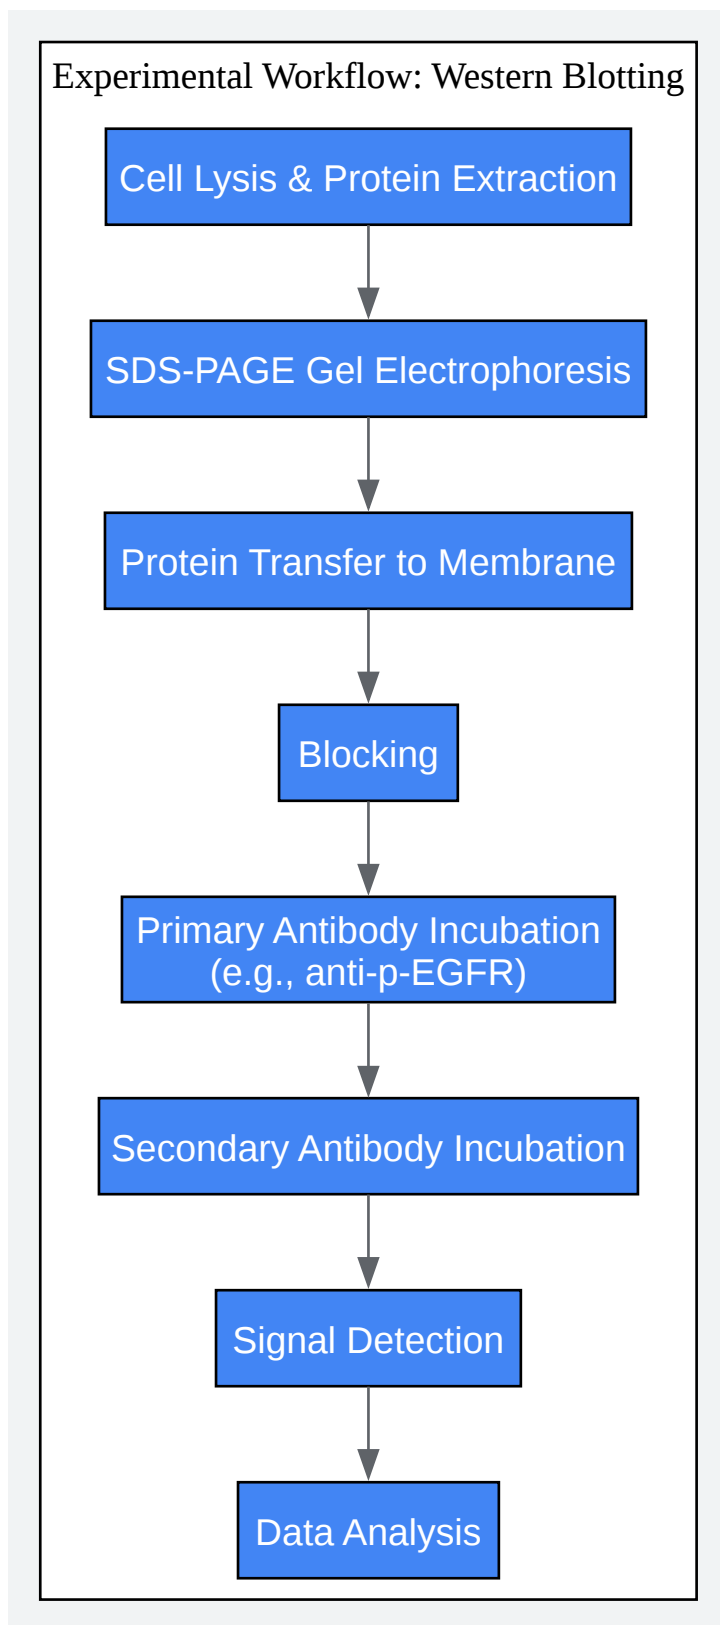 Experimental Workflow: Western Blotting
Cell Lysis & Protein Extraction
SDS-PAGE Gel Electrophoresis
Protein Transfer to Membrane
Blocking
Primary Antibody Incubation
(e.g., anti-p-EGFR)
Secondary Antibody Incubation
Signal Detection
Data Analysis